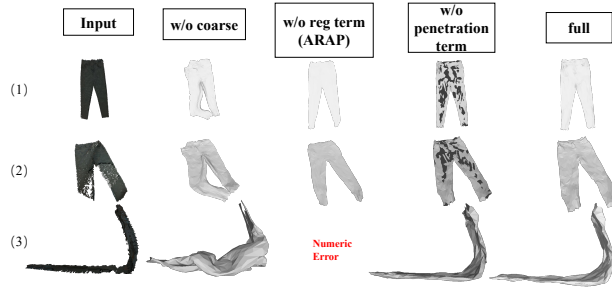 Input
w/o coarse
w/o reg term
(ARAP)
w/o
penetration
term
full
(1)
(2)
(3)
Numeric
Error